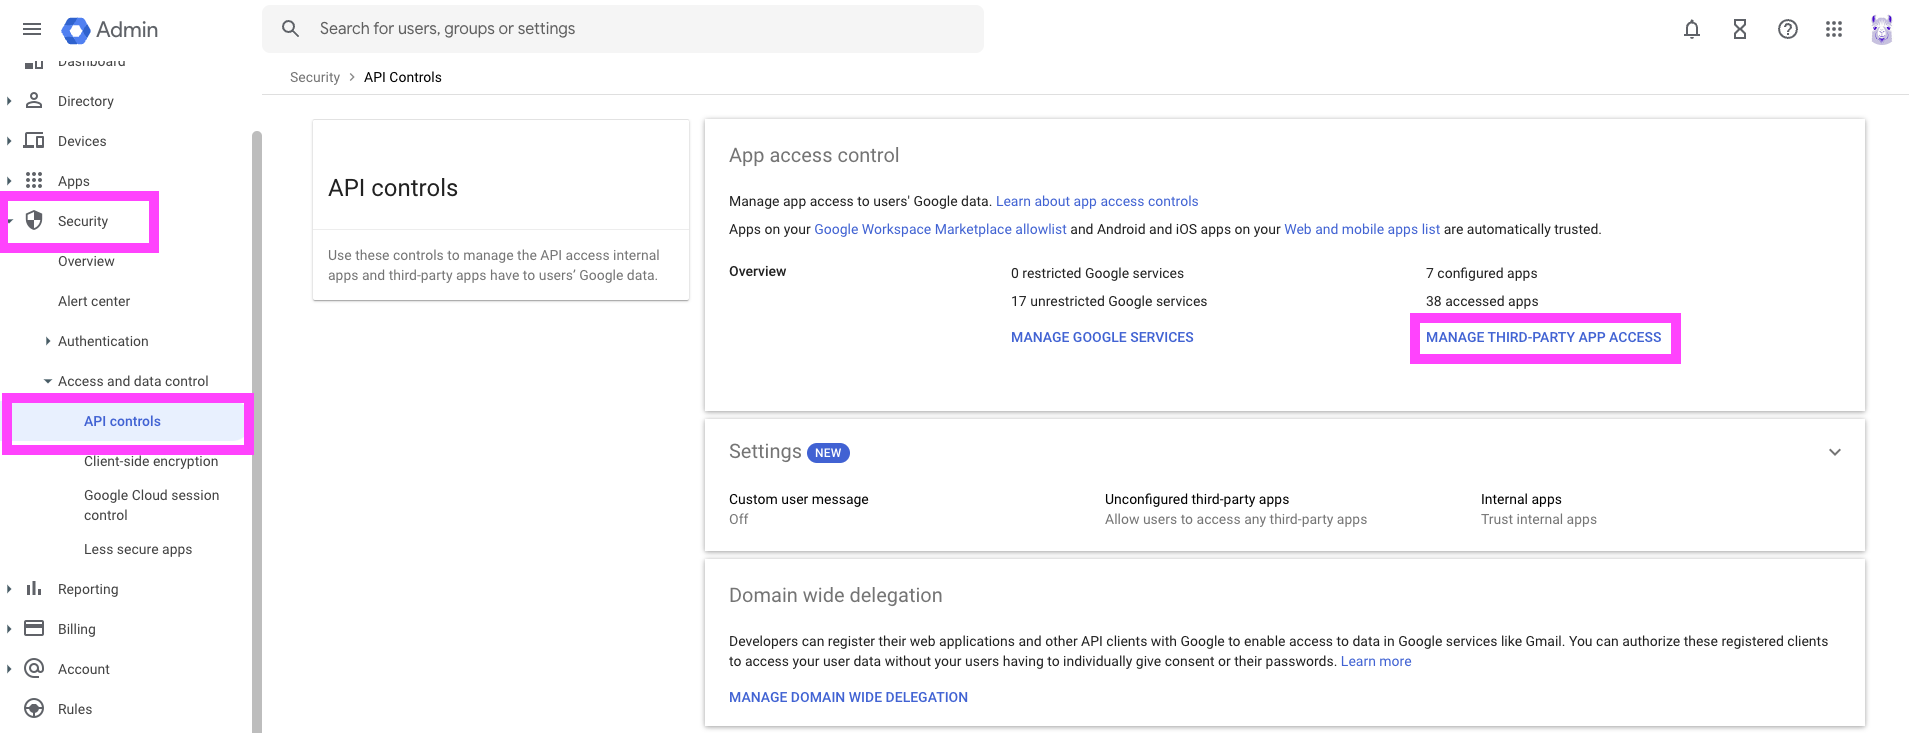 Admin
Search for users, groups or settings
Dashboard
Directory
Devices
Apps
Security
Overview
Alert center
Authentication
Access and data control
API controls
Client-side encryption
Google Cloud session
control
Less secure apps
Reporting
Billing
Account
Rules
Security > API Controls
API controls
Use these controls to manage the API access internal
apps and third-party apps have to users' Google data.
App access control
Manage app access to users' Google data. Learn about app access controls
Apps on your Google Workspace Marketplace allowlist and Android and iOS apps on your Web and mobile apps list are automatically trusted.
Overview
0 restricted Google services
17 unrestricted Google services
MANAGE GOOGLE SERVICES
7 configured apps
38 accessed apps
MANAGE THIRD-PARTY APP ACCESS
Settings NEW
Custom user message
Off
Unconfigured third-party apps
Allow users to access any third-party apps
Internal apps
Trust internal apps
Domain wide delegation
Developers can register their web applications and other API clients with Google to enable access to data in Google services like Gmail. You can authorize these registered clients
to access your user data without your users having to individually give consent or their passwords. Learn more
MANAGE DOMAIN WIDE DELEGATION